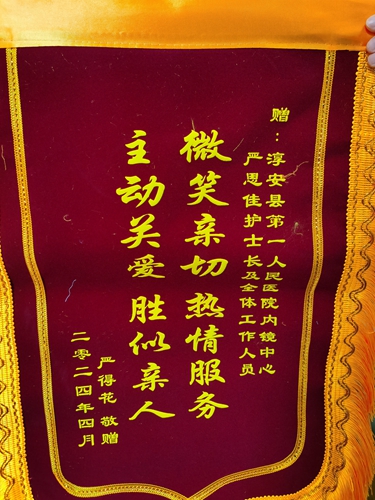 赠：淳安县第一人民医院内镜中心
严思佳护士长及全体工作人员
微笑亲切 热情服务
主动关爱 胜似亲人
严得花 敬赠
二零二四年四月